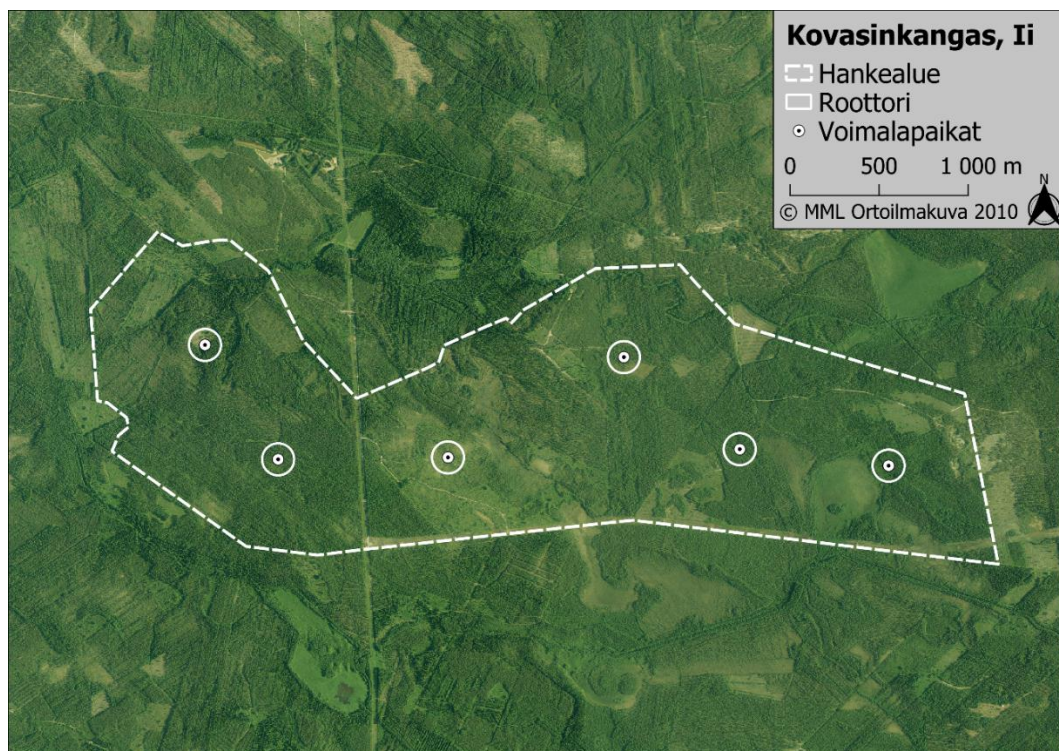 Kovasinkangas, Ii
Hankealue
Roottori
Voimalapaikat
0 500 1 000 m
N
© MML Ortoilmakuva 2010